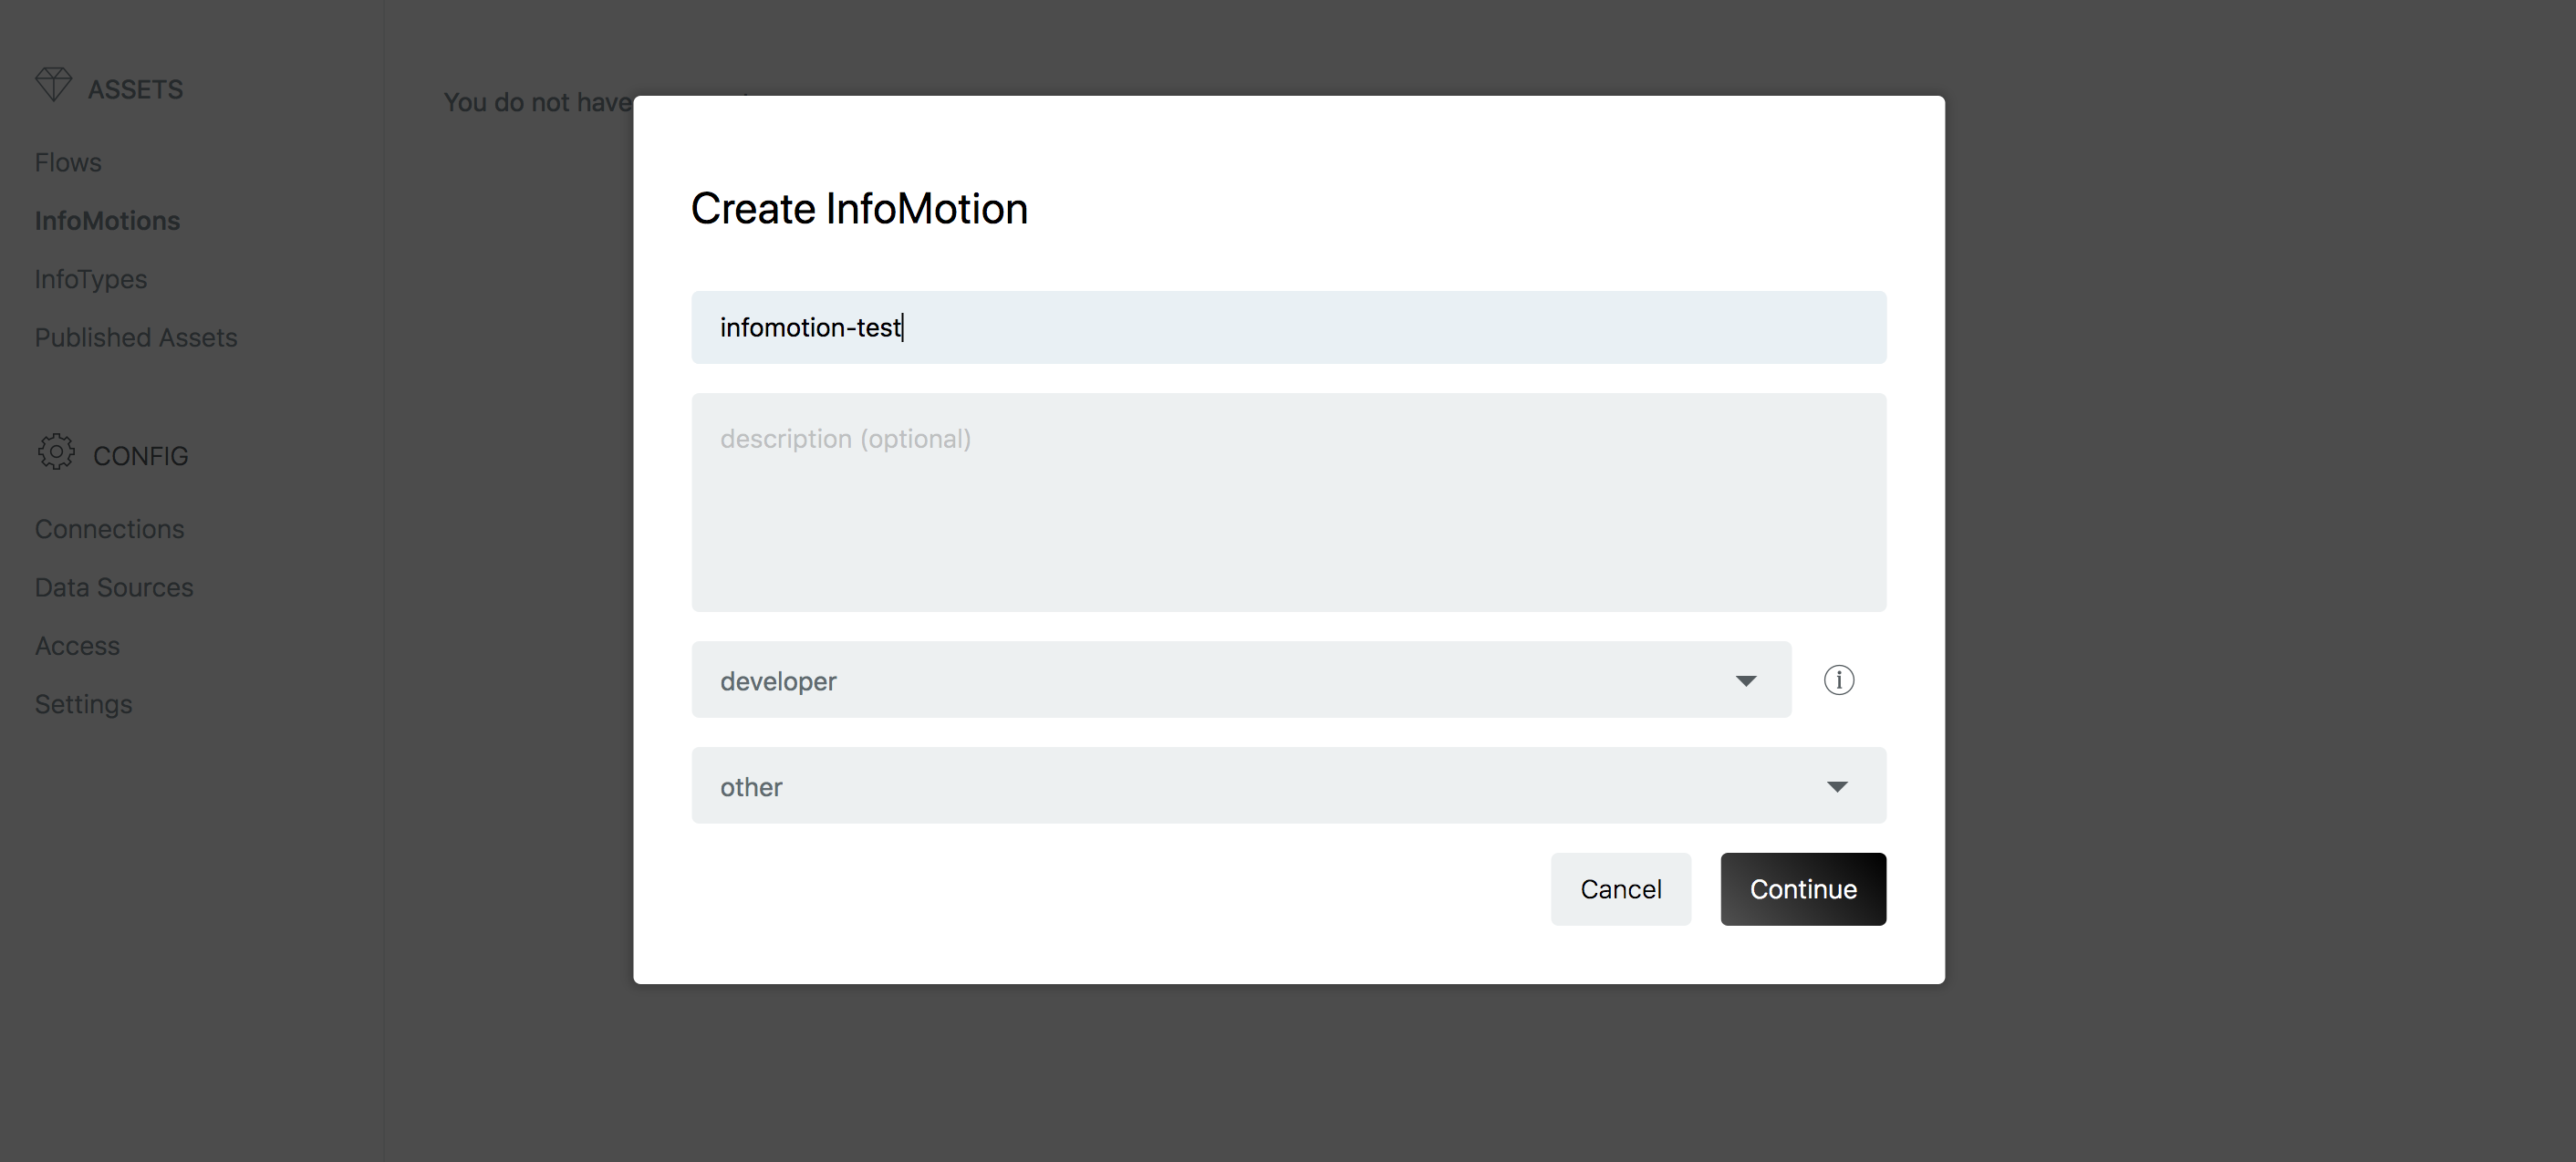 ASSETS
Flows
InfoMotions
InfoTypes
Published Assets
CONFIG
Connections
Data Sources
Access
Settings
You do not have
Create InfoMotion
infomotion-test
description (optional)
developer
other
Cancel
Continue